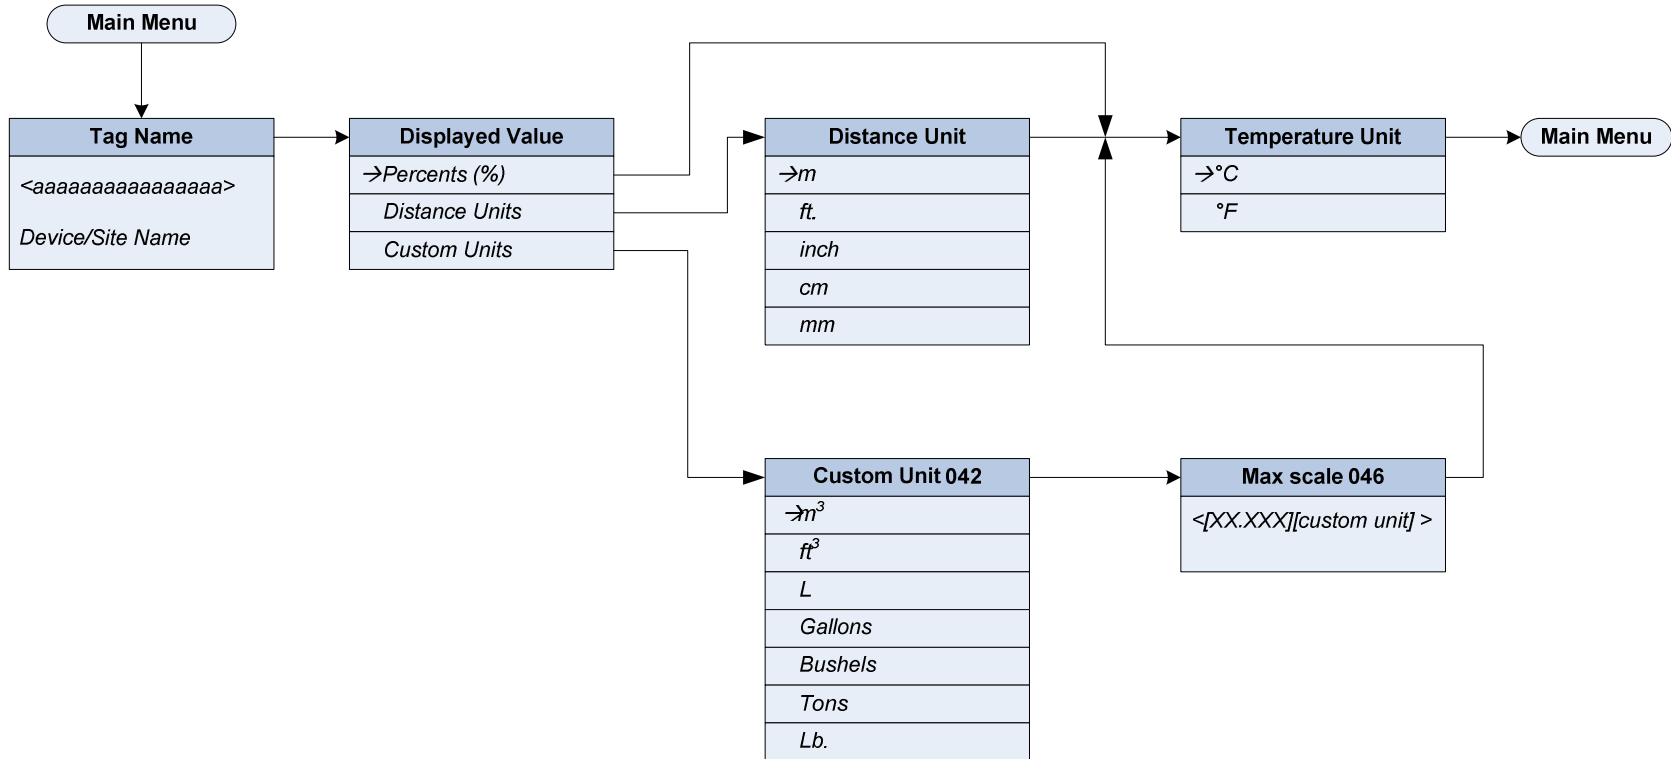 Main Menu
Tag Name
<aaaaaaaaaaaaaaaa>
Device/Site Name
Displayed Value
→Percents (%)
Distance Units
Custom Units
Distance Unit
→m
ft.
inch
cm
mm
Temperature Unit
→°C
°F
Main Menu
Custom Unit 042
→m³
ft³
L
Gallons
Bushels
Tons
Lb.
Max scale 046
<[XX.XXX][custom unit] >